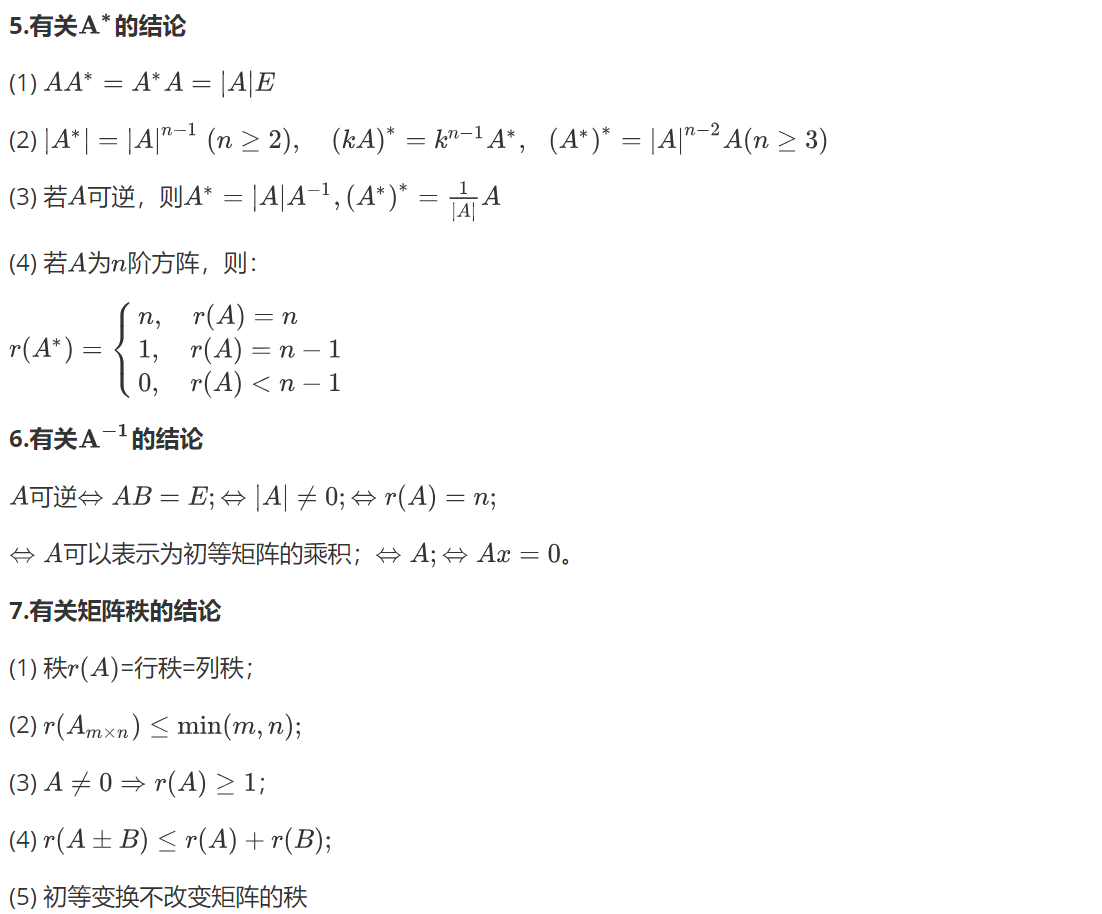 5.有关A*的结论
(1) AA* = A*A = |A|E
(2) |A*| = |A|^{n-1} (n ≥ 2), (kA)* = k^{n-1}A*, (A*)* = |A|^{n-2}A(n ≥ 3)
(3) 若A可逆，则A* = |A|A^{-1}, (A*)* = \frac{1}{|A|}A
(4) 若A为n阶方阵，则：
r(A*) = { n, r(A) = n
1, r(A) = n − 1
0, r(A) < n − 1
6.有关A^{-1}的结论
A可逆⇔ AB = E; ⇔ |A| ≠ 0; ⇔ r(A) = n;
⇔ A可以表示为初等矩阵的乘积；⇔ A; ⇔ Ax = 0。
7.有关矩阵秩的结论
(1) 秩r(A)=行秩=列秩；
(2) r(A_{m×n}) ≤ min(m, n);
(3) A ≠ 0 ⇒ r(A) ≥ 1；
(4) r(A ± B) ≤ r(A) + r(B);
(5) 初等变换不改变矩阵的秩